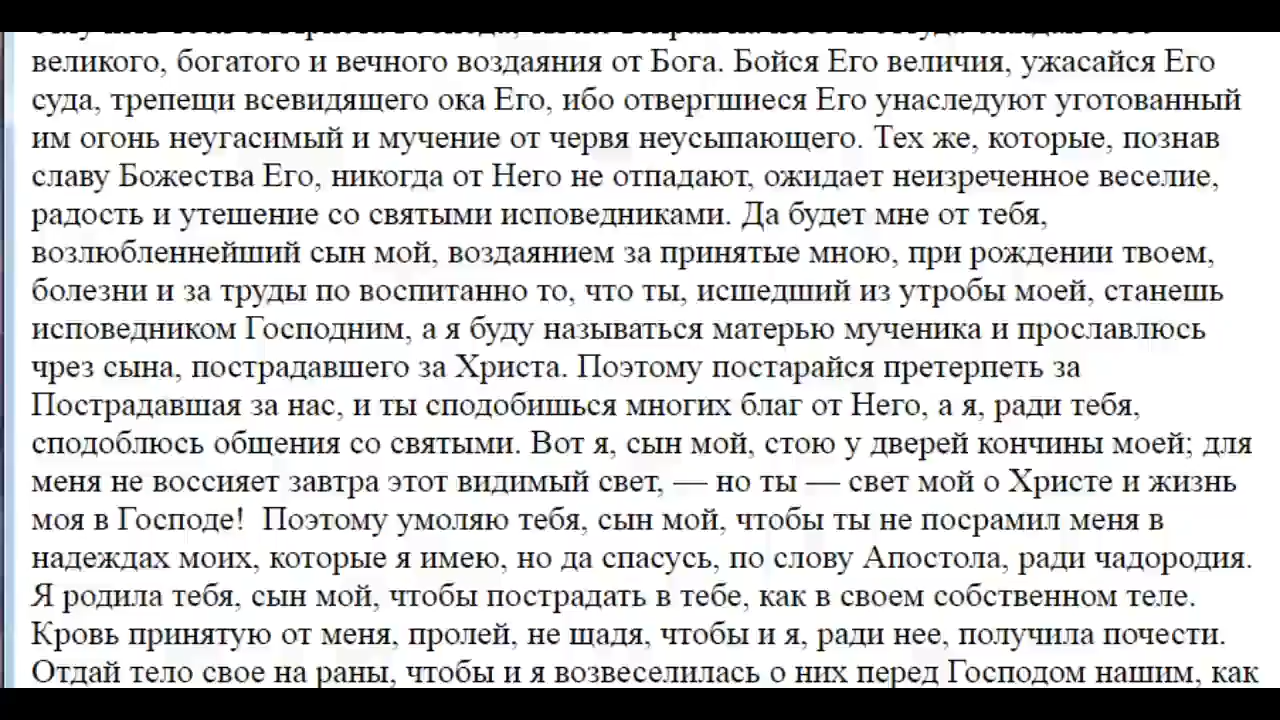 великого, богатого и вечного воздаяния от Бога. Бойся Его величия, ужасайся Его
суда, трепещи всевидящего ока Его, ибо отвергшиеся Его унаследуют уготованный
им огонь неугасимый и мучение от червя неусыпающего. Тех же, которые, познав
славу Божества Его, никогда от Него не отпадают, ожидает неизреченное веселие,
радость и утешение со святыми исповедниками. Да будет мне от тебя,
возлюбленнейший сын мой, воздаянием за принятые мною, при рождении твоем,
болезни и за труды по воспитанно то, что ты, исшедший из утробы моей, станешь
исповедником Господним, а я буду называться матерью мученика и прославлюсь
чрез сына, пострадавшего за Христа. Поэтому постарайся претерпеть за
Пострадавшая за нас, и ты сподобишься многих благ от Него, а я, ради тебя,
сподоблюсь общения со святыми. Вот я, сын мой, стою у дверей кончины моей; для
меня не воссияет завтра этот видимый свет, — но ты — свет мой о Христе и жизнь
моя в Господе! Поэтому умоляю тебя, сын мой, чтобы ты не посрамил меня в
надеждах моих, которые я имею, но да спасусь, по слову Апостола, ради чадородия.
Я родила тебя, сын мой, чтобы пострадать в тебе, как в своем собственном теле.
Кровь принятую от меня, пролей, не щадя, чтобы и я, ради нее, получила почести.
Отдай тело свое на раны, чтобы и я возвеселилась о них перед Господом нашим, как